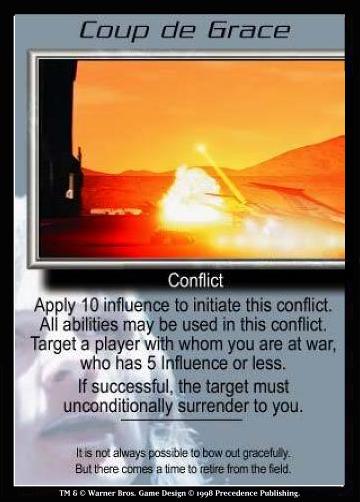 Coup de Grace
Conflict
Apply 10 influence to initiate this conflict.
All abilities may be used in this conflict.
Target a player with whom you are at war,
who has 5 Influence or less.
If successful, the target must
unconditionally surrender to you.
It is not always possible to bow out gracefully.
But there comes a time to retire from the field.
TM & © Warner Bros. Game Design © 1998 Precedence Publishing.